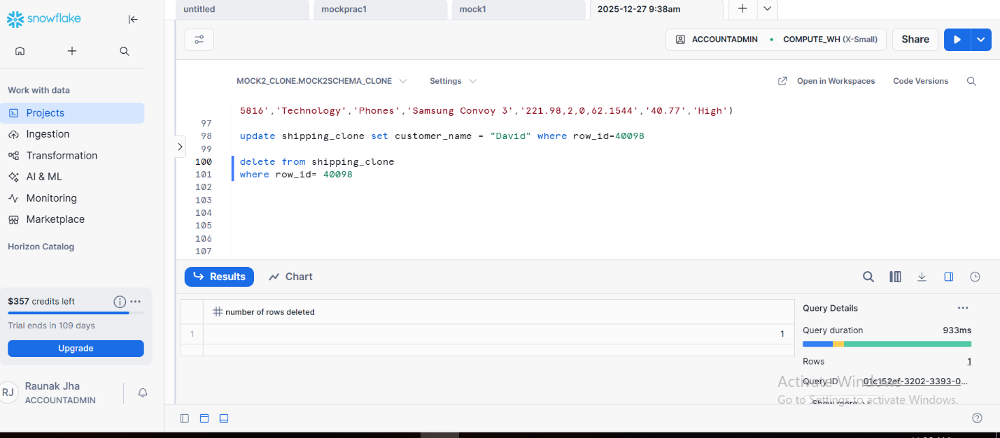 snowflake
untitled
mockprac1
mock1
2025-12-27 9:38am
ACCOUNTADMIN • COMPUTE_WH (X-Small)
Share
MOCK2_CLONE.MOCK2SCHEMA_CLONE
Settings
Open in Workspaces
Code Versions
Work with data
Projects
Ingestion
Transformation
AI & ML
Monitoring
Marketplace
Horizon Catalog
$357 credits left
Trial ends in 109 days
Upgrade
RJ
Raunak Jha
ACCOUNTADMIN
5816','Technology','Phones','Samsung Convoy 3','221.98,2,0,62.1544','40.77','High')
97
98 update shipping_clone set customer_name = "David" where row_id=40098
99
100 delete from shipping_clone
101 where row_id= 40098
102
103
104
105
106
107
Results
Chart
number of rows deleted
1 1
Query Details
Query duration 933ms
Rows 1
Query ID 01c152ef-3202-3393-0...
Show more
Activate Windows
Go to Settings to activate Windows.